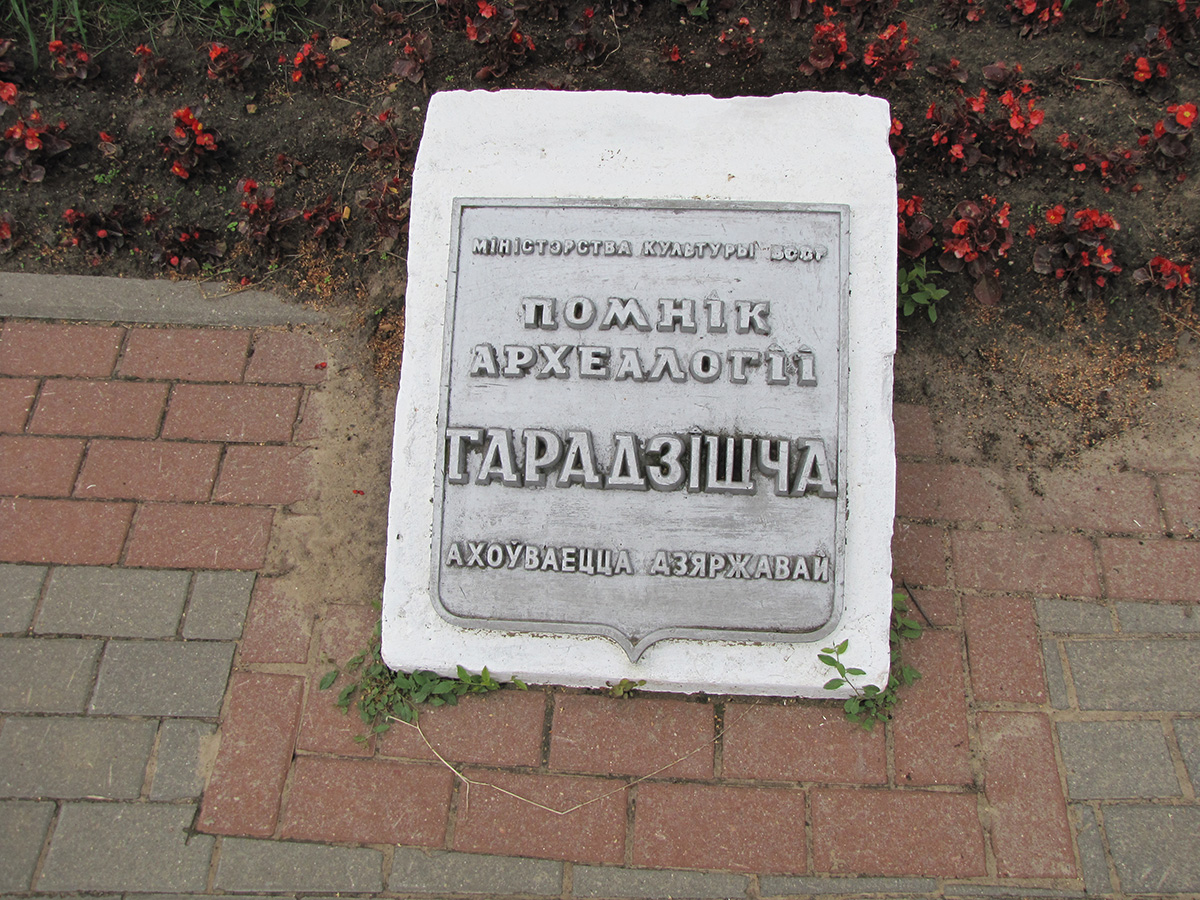 МІНІСТЭРСТВА КУЛЬТУРЫ БССР
ПОМНІК
АРХЕАЛОГІІ
ГАРАДЗІШЧА
АХОЎВАЕЦЦА ДЗЯРЖАВАЙ